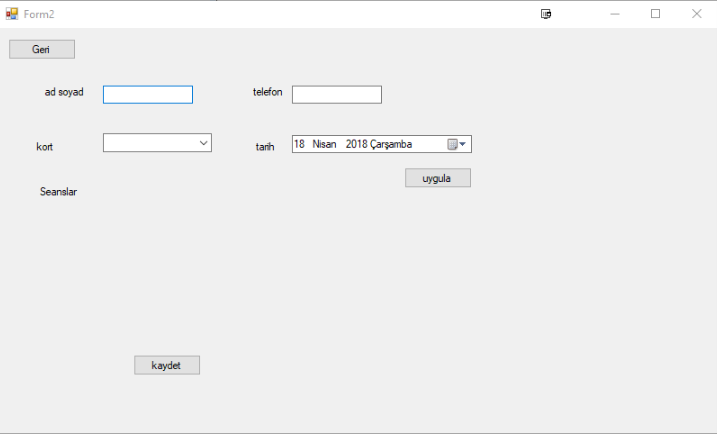 Form2
Geri
ad soyad
telefon
kort
tarih
18 Nisan 2018 Çarşamba
uygula
Seanslar
kaydet